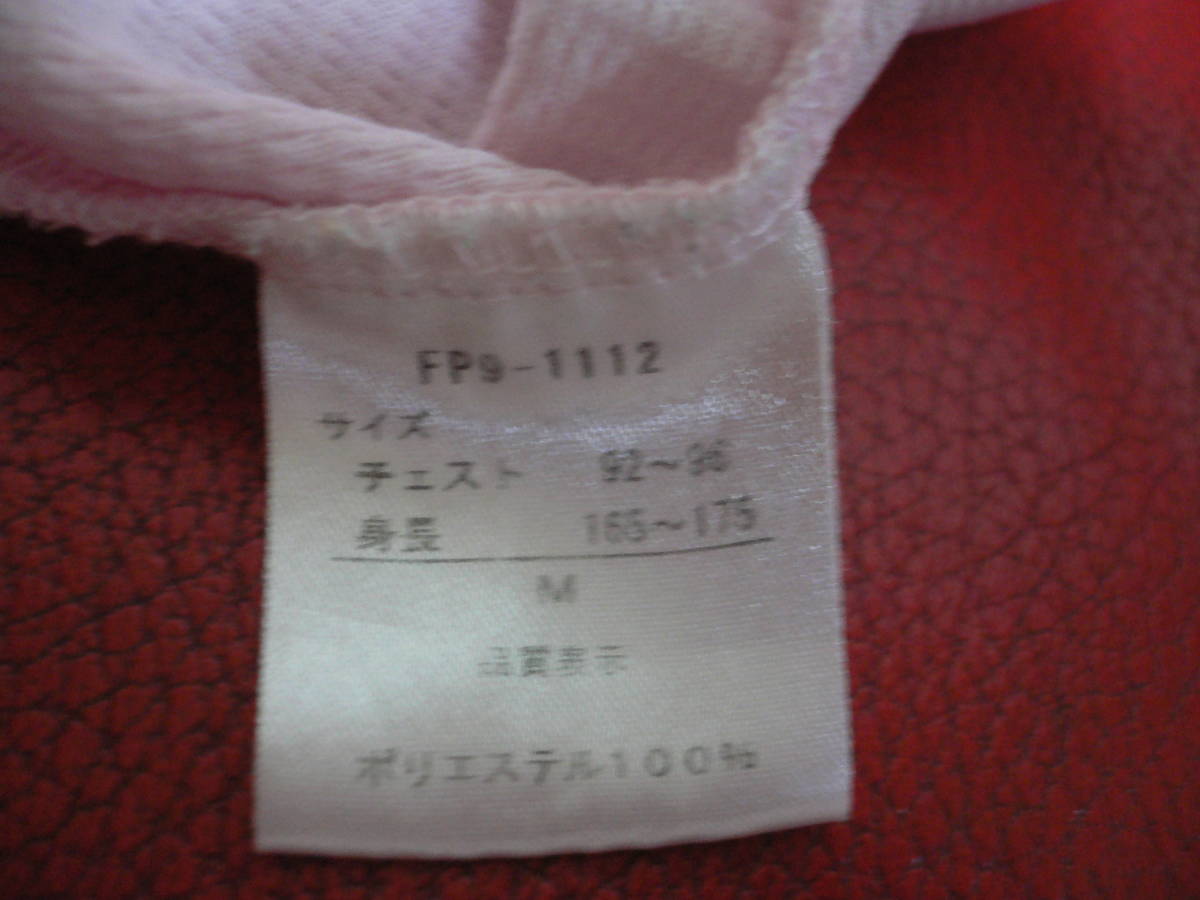 FP9-1112
サイズ
チェスト 92～96
身長 165～175
M
品質表示
ポリエステル100%